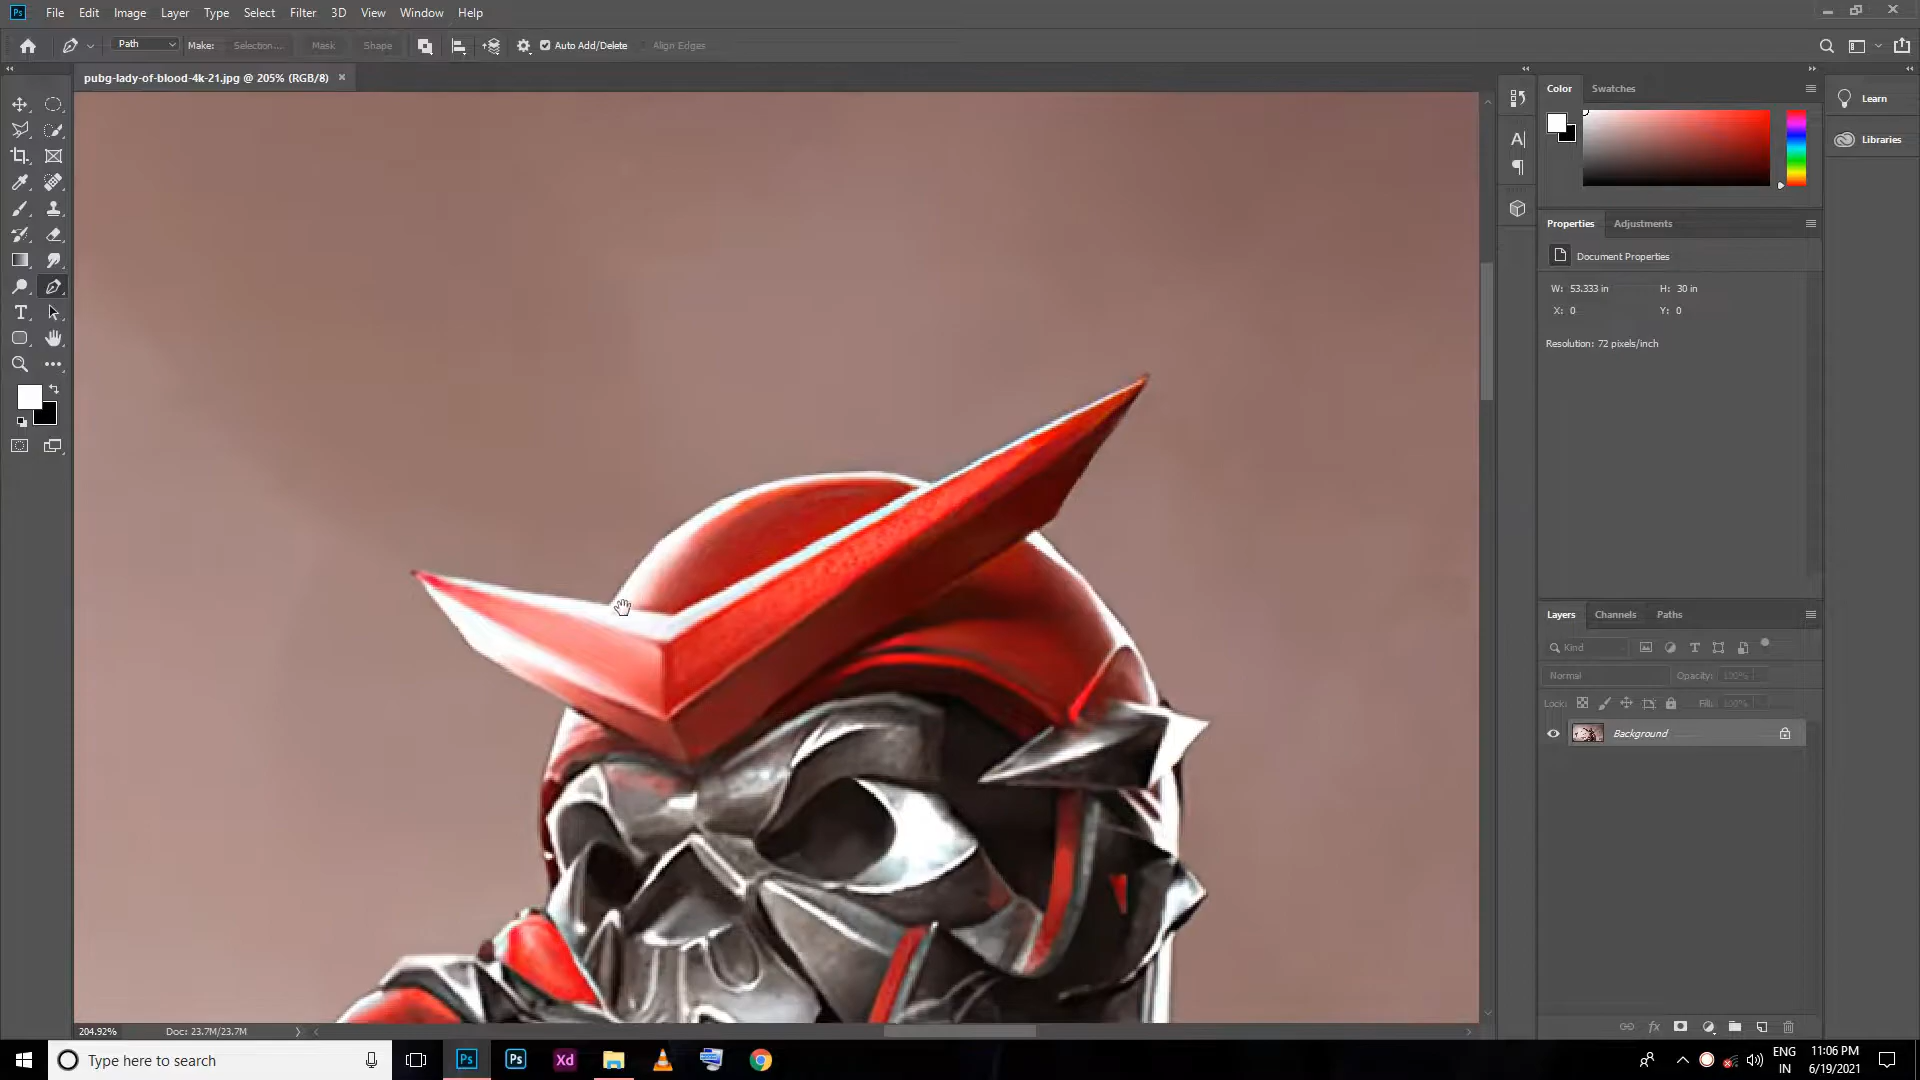 Ps File Edit Image Layer Type Select Filter 3D View Window Help
Path Make: Selection... Mask Shape Auto Add/Delete Align Edges
pubg-lady-of-blood-4k-21.jpg @ 205% (RGB/8) ×
Color Swatches
Learn
Libraries
Properties Adjustments
Document Properties
W: 53.333 in H: 30 in
X: 0 Y: 0
Resolution: 72 pixels/inch
Layers Channels Paths
Kind
Normal Opacity: 100%
Lock: Fill: 100%
Background
204.92% Doc: 23.7M/23.7M
Type here to search Ps Ps Xd
ENG 11:06 PM
IN 6/19/2021